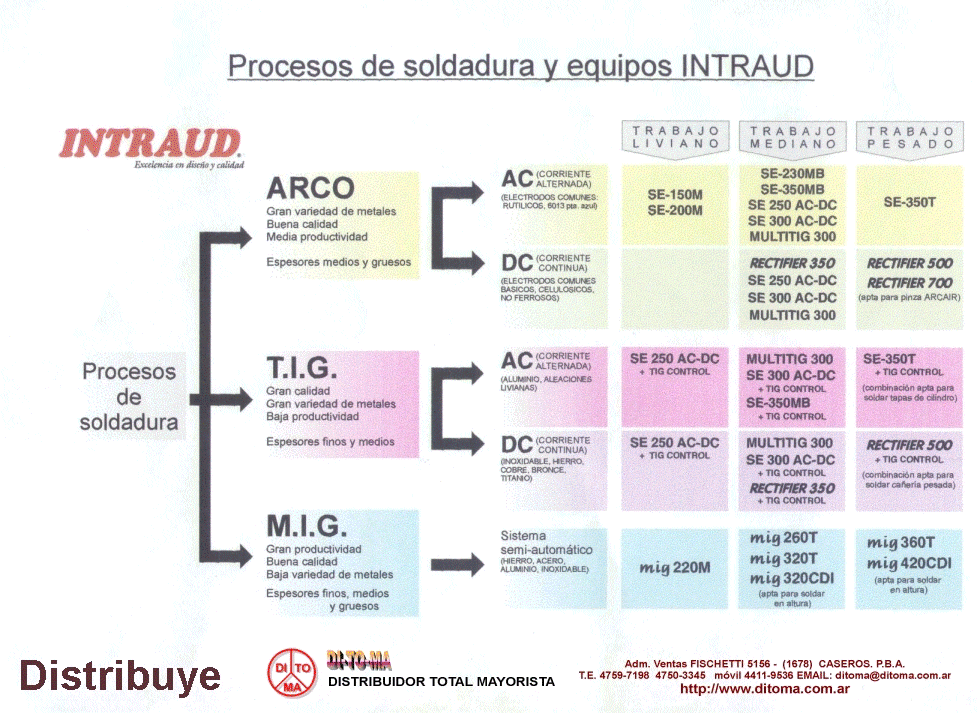 Procesos de soldadura y equipos INTRAUD
INTRAUD®
Excelencia en diseño y calidad
TRABAJO
LIVIANO
TRABAJO
MEDIANO
TRABAJO
PESADO
Procesos
de
soldadura
ARCO
Gran variedad de metales
Buena calidad
Media productividad
Espesores medios y gruesos
AC (CORRIENTE
ALTERNADA)
(ELECTRODOS COMUNES:
RUTILICOS, 6013 pta. azul)
SE-150M
SE-200M
SE-230MB
SE-350MB
SE 250 AC-DC
SE 300 AC-DC
MULTITIG 300
SE-350T
DC (CORRIENTE
CONTINUA)
(ELECTRODOS COMUNES
BASICOS, CELULOSICOS,
NO FERROSOS)
RECTIFIER 350
SE 250 AC-DC
SE 300 AC-DC
MULTITIG 300
RECTIFIER 500
RECTIFIER 700
(apta para pinza ARCAIR)
T.I.G.
Gran calidad
Gran variedad de metales
Baja productividad
Espesores finos y medios
AC (CORRIENTE
ALTERNADA)
(ALUMINIO, ALEACIONES
LIVIANAS)
SE 250 AC-DC
+ TIG CONTROL
MULTITIG 300
SE 300 AC-DC
+ TIG CONTROL
SE-350MB
+ TIG CONTROL
SE-350T
+ TIG CONTROL
(combinación apta para
soldar tapas de cilindro)
DC (CORRIENTE
CONTINUA)
(INOXIDABLE, HIERRO,
COBRE, BRONCE,
TITANIO)
SE 250 AC-DC
+ TIG CONTROL
MULTITIG 300
SE 300 AC-DC
+ TIG CONTROL
RECTIFIER 350
+ TIG CONTROL
RECTIFIER 500
+ TIG CONTROL
(combinación apta para
soldar cañería pesada)
M.I.G.
Gran productividad
Buena calidad
Baja variedad de metales
Espesores finos, medios
y gruesos
Sistema
semi-automático
(HIERRO, ACERO,
ALUMINIO, INOXIDABLE)
mig 220M
mig 260T
mig 320T
mig 320CDI
(apta para soldar
en altura)
mig 360T
mig 420CDI
(apta para soldar
en altura)
Distribuye
DI TO
MA
DI-TO-MA
DISTRIBUIDOR TOTAL MAYORISTA
Adm. Ventas FISCHETTI 5156 - (1678) CASEROS. P.B.A.
T.E. 4759-7198 4750-3345 móvil 4411-9536 EMAIL: ditoma@ditoma.com.ar
http://www.ditoma.com.ar